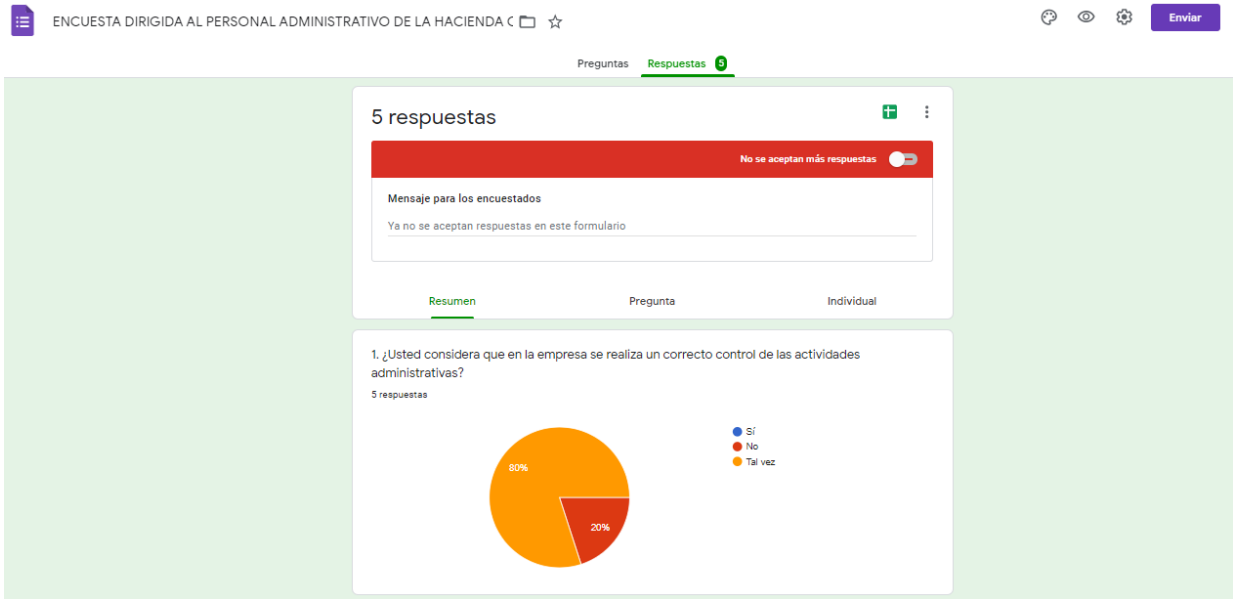 ENCUESTA DIRIGIDA AL PERSONAL ADMINISTRATIVO DE LA HACIENDA
Enviar
Preguntas Respuestas 5
5 respuestas
No se aceptan más respuestas
Mensaje para los encuestados
Ya no se aceptan respuestas en este formulario
Resumen Pregunta Individual
1. ¿Usted considera que en la empresa se realiza un correcto control de las actividades
administrativas?
5 respuestas
Sí
No
Tal vez
80%
20%